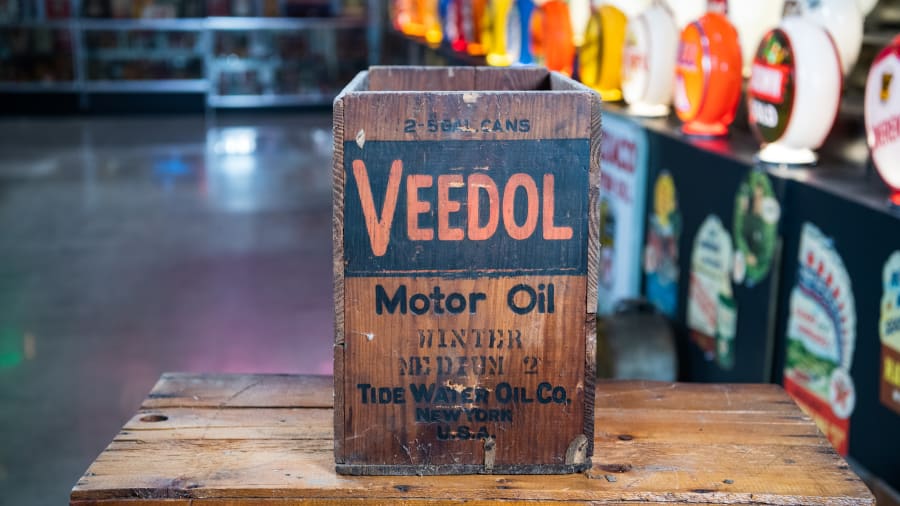 2-5 GAL. CANS
VEEDOL
Motor Oil
WINTER
MEDIUM 2
TIDE WATER OIL CO.
NEW YORK
U.S.A.